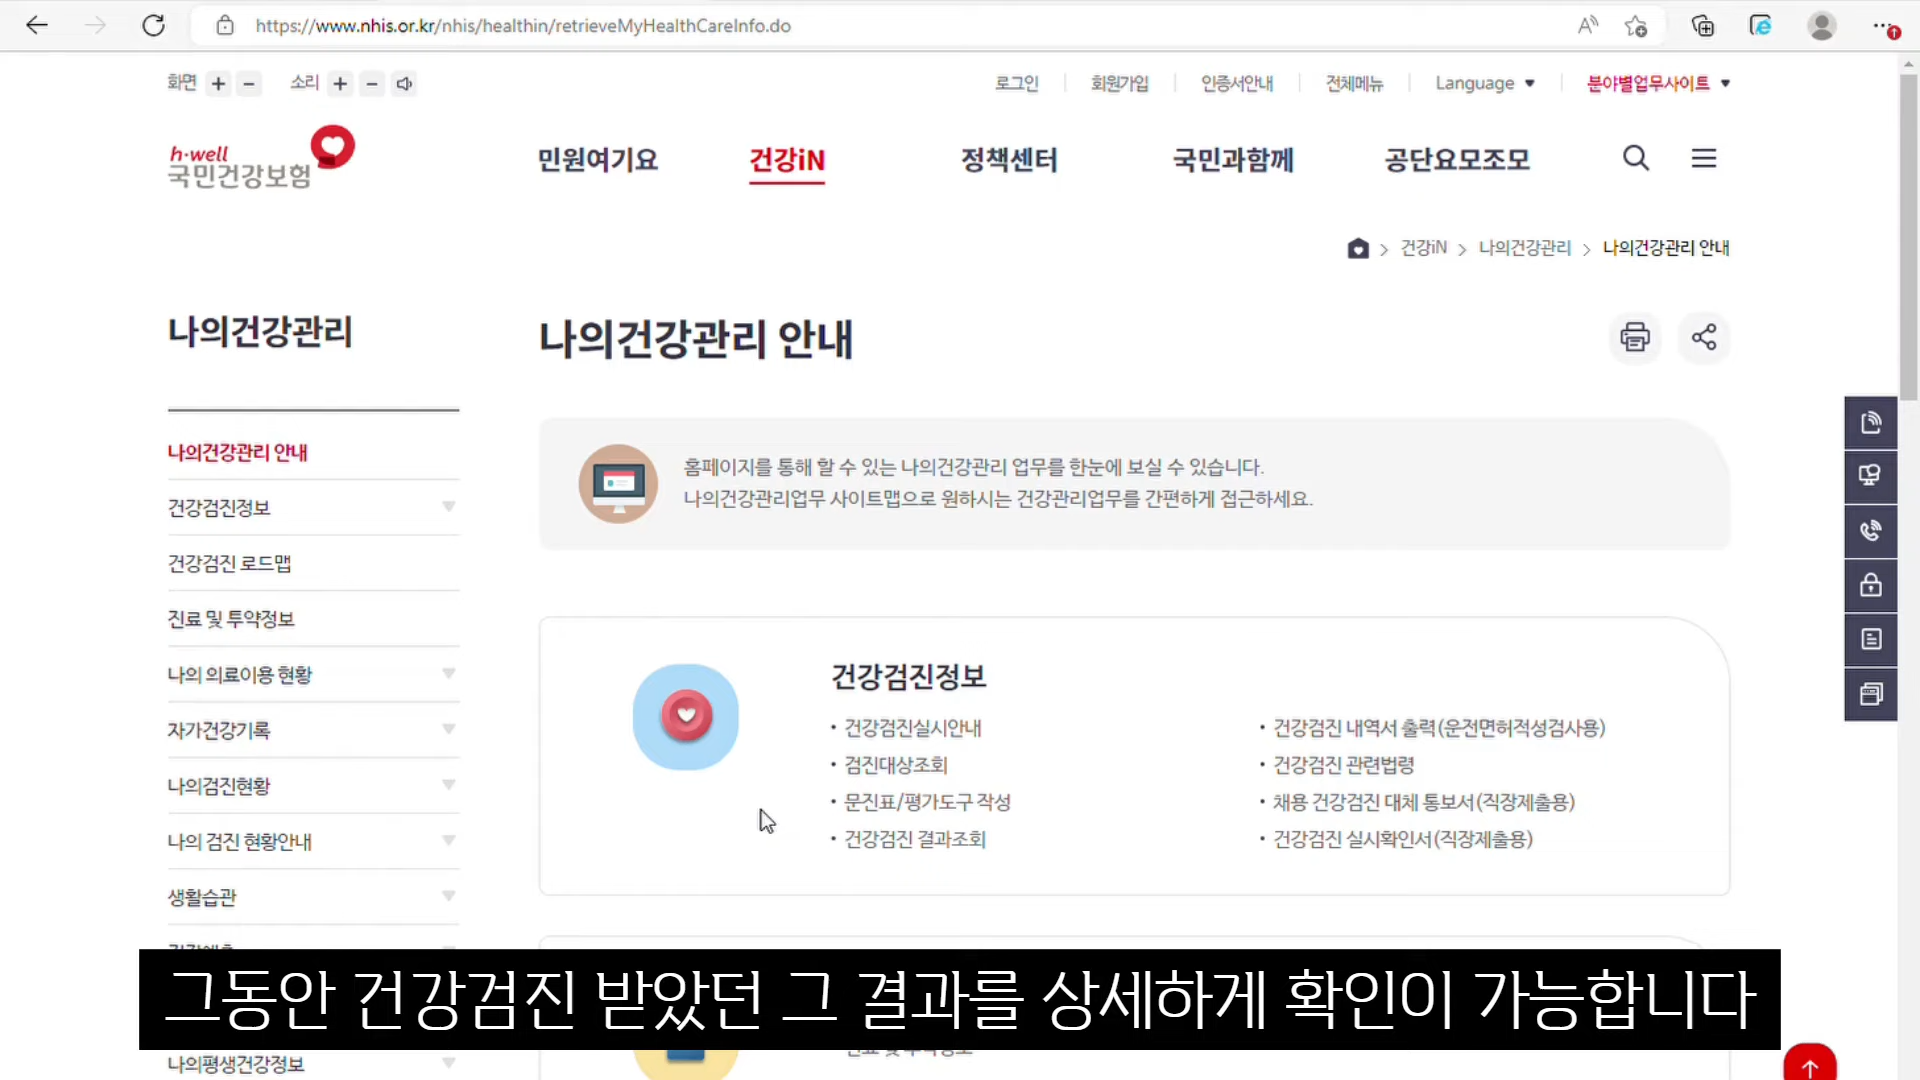 https://www.nhis.or.kr/nhis/healthin/retrieveMyHealthCareInfo.do
화면 + − 소리 + −
로그인 회원가입 인증서안내 전체메뉴 Language 분야별업무사이트
h·well
국민건강보험
민원여기요 건강iN 정책센터 국민과함께 공단요모조모
건강iN > 나의건강관리 > 나의건강관리 안내
나의건강관리
나의건강관리 안내
건강검진정보
건강검진 로드맵
진료 및 투약정보
나의 의료이용 현황
자가건강기록
나의검진현황
나의 검진 현황안내
생활습관
나의건강관리 안내
홈페이지를 통해 할 수 있는 나의건강관리 업무를 한눈에 보실 수 있습니다.
나의건강관리업무 사이트맵으로 원하시는 건강관리업무를 간편하게 접근하세요.
건강검진정보
• 건강검진실시안내
• 검진대상조회
• 문진표/평가도구 작성
• 건강검진 결과조회
• 건강검진 내역서 출력(운전면허적성검사용)
• 건강검진 관련법령
• 채용 건강검진 대체 통보서(직장제출용)
• 건강검진 실시확인서(직장제출용)
그동안 건강검진 받았던 그 결과를 상세하게 확인이 가능합니다
나의평생건강정보